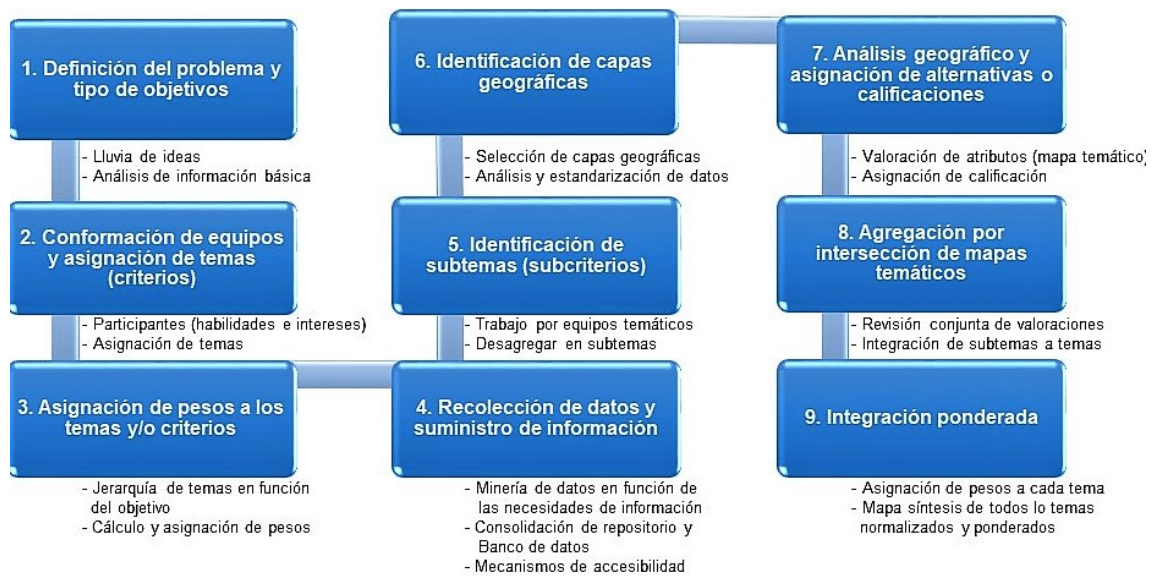 1. Definición del problema y
tipo de objetivos
- Lluvia de ideas
- Análisis de información básica
2. Conformación de equipos
y asignación de temas
(criterios)
- Participantes (habilidades e intereses)
- Asignación de temas
3. Asignación de pesos a los
temas y/o criterios
- Jerarquía de temas en función
del objetivo
- Cálculo y asignación de pesos
4. Recolección de datos y
suministro de información
- Minería de datos en función de
las necesidades de información
- Consolidación de repositorio y
Banco de datos
- Mecanismos de accesibilidad
5. Identificación de
subtemas (subcriterios)
- Trabajo por equipos temáticos
- Desagregar en subtemas
6. Identificación de capas
geográficas
- Selección de capas geográficas
- Análisis y estandarización de datos
7. Análisis geográfico y
asignación de alternativas o
calificaciones
- Valoración de atributos (mapa temático)
- Asignación de calificación
8. Agregación por
intersección de mapas
temáticos
- Revisión conjunta de valoraciones
- Integración de subtemas a temas
9. Integración ponderada
- Asignación de pesos a cada tema
- Mapa síntesis de todos lo temas
normalizados y ponderados